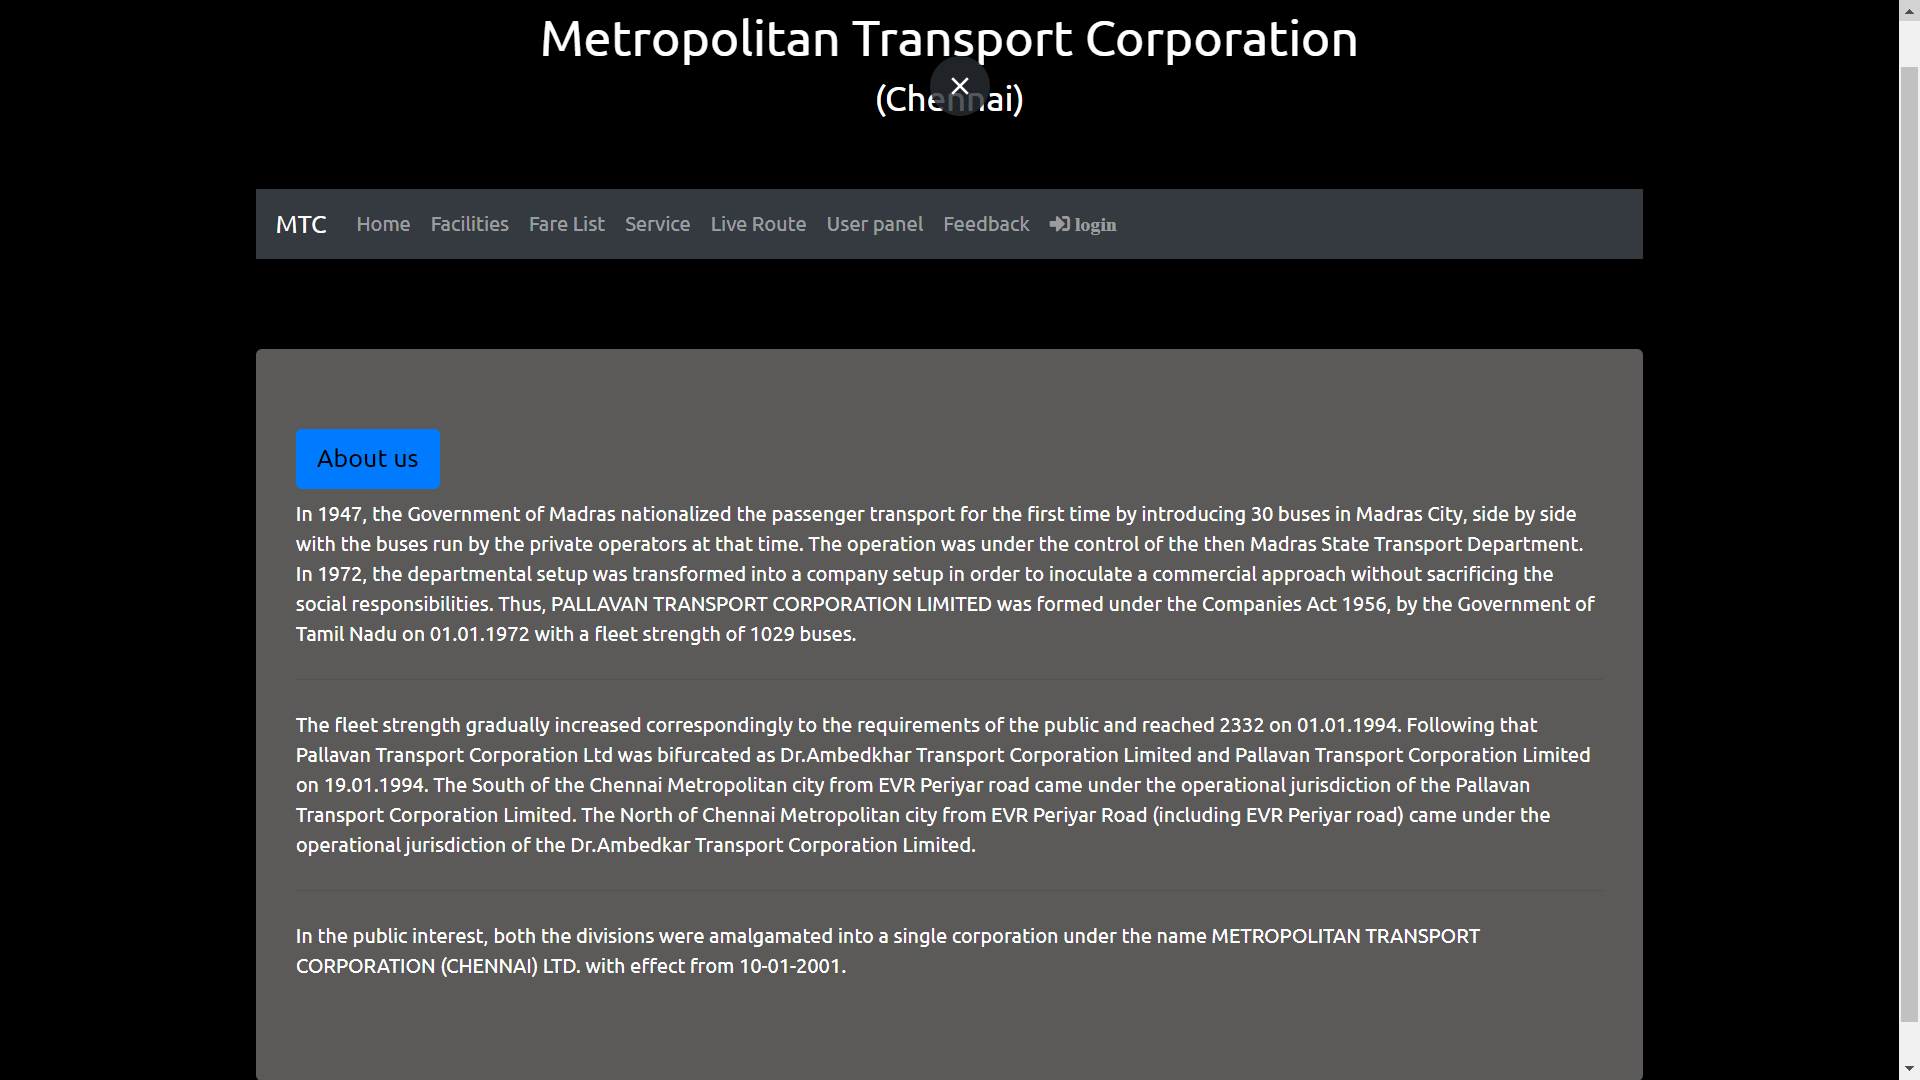 Metropolitan Transport Corporation
(Chennai)
MTC Home Facilities Fare List Service Live Route User panel Feedback login
About us
In 1947, the Government of Madras nationalized the passenger transport for the first time by introducing 30 buses in Madras City, side by side
with the buses run by the private operators at that time. The operation was under the control of the then Madras State Transport Department.
In 1972, the departmental setup was transformed into a company setup in order to inoculate a commercial approach without sacrificing the
social responsibilities. Thus, PALLAVAN TRANSPORT CORPORATION LIMITED was formed under the Companies Act 1956, by the Government of
Tamil Nadu on 01.01.1972 with a fleet strength of 1029 buses.
The fleet strength gradually increased correspondingly to the requirements of the public and reached 2332 on 01.01.1994. Following that
Pallavan Transport Corporation Ltd was bifurcated as Dr.Ambedkhar Transport Corporation Limited and Pallavan Transport Corporation Limited
on 19.01.1994. The South of the Chennai Metropolitan city from EVR Periyar road came under the operational jurisdiction of the Pallavan
Transport Corporation Limited. The North of Chennai Metropolitan city from EVR Periyar Road (including EVR Periyar road) came under the
operational jurisdiction of the Dr.Ambedkar Transport Corporation Limited.
In the public interest, both the divisions were amalgamated into a single corporation under the name METROPOLITAN TRANSPORT
CORPORATION (CHENNAI) LTD. with effect from 10-01-2001.